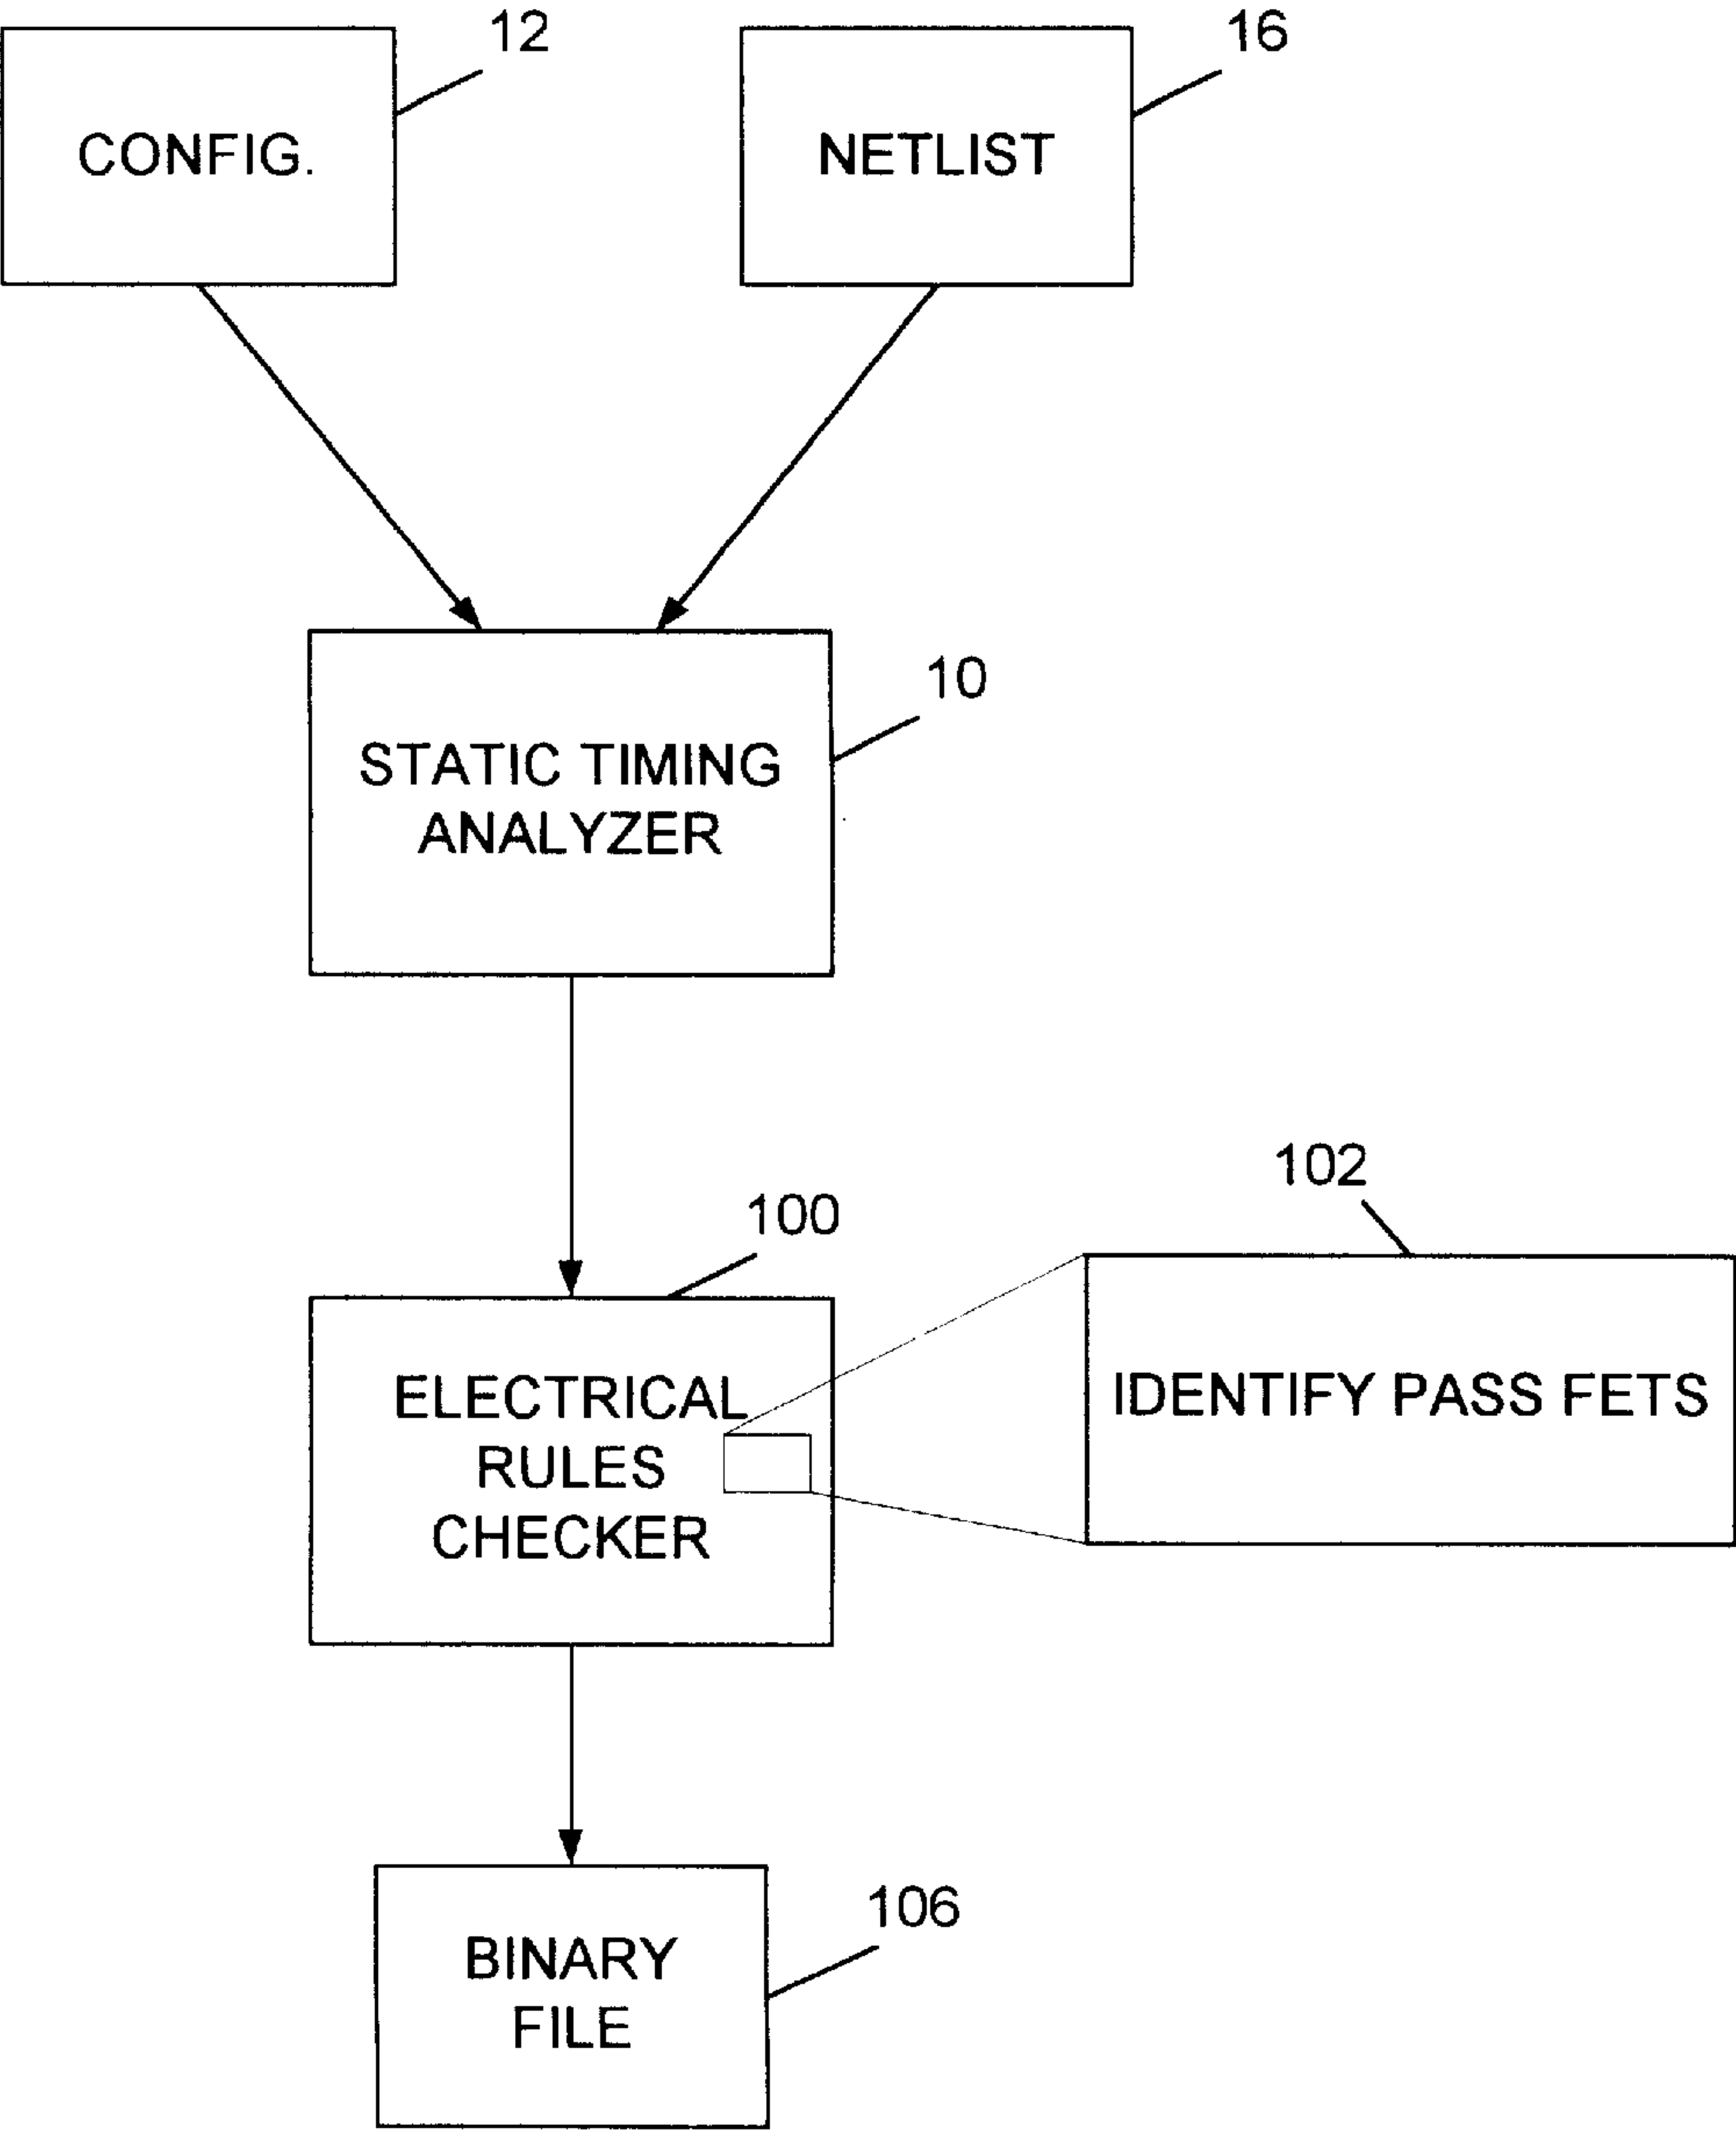 12
16
CONFIG.
NETLIST
10
STATIC TIMING
ANALYZER
102
100
ELECTRICAL
RULES
CHECKER
IDENTIFY PASS FETS
106
BINARY
FILE